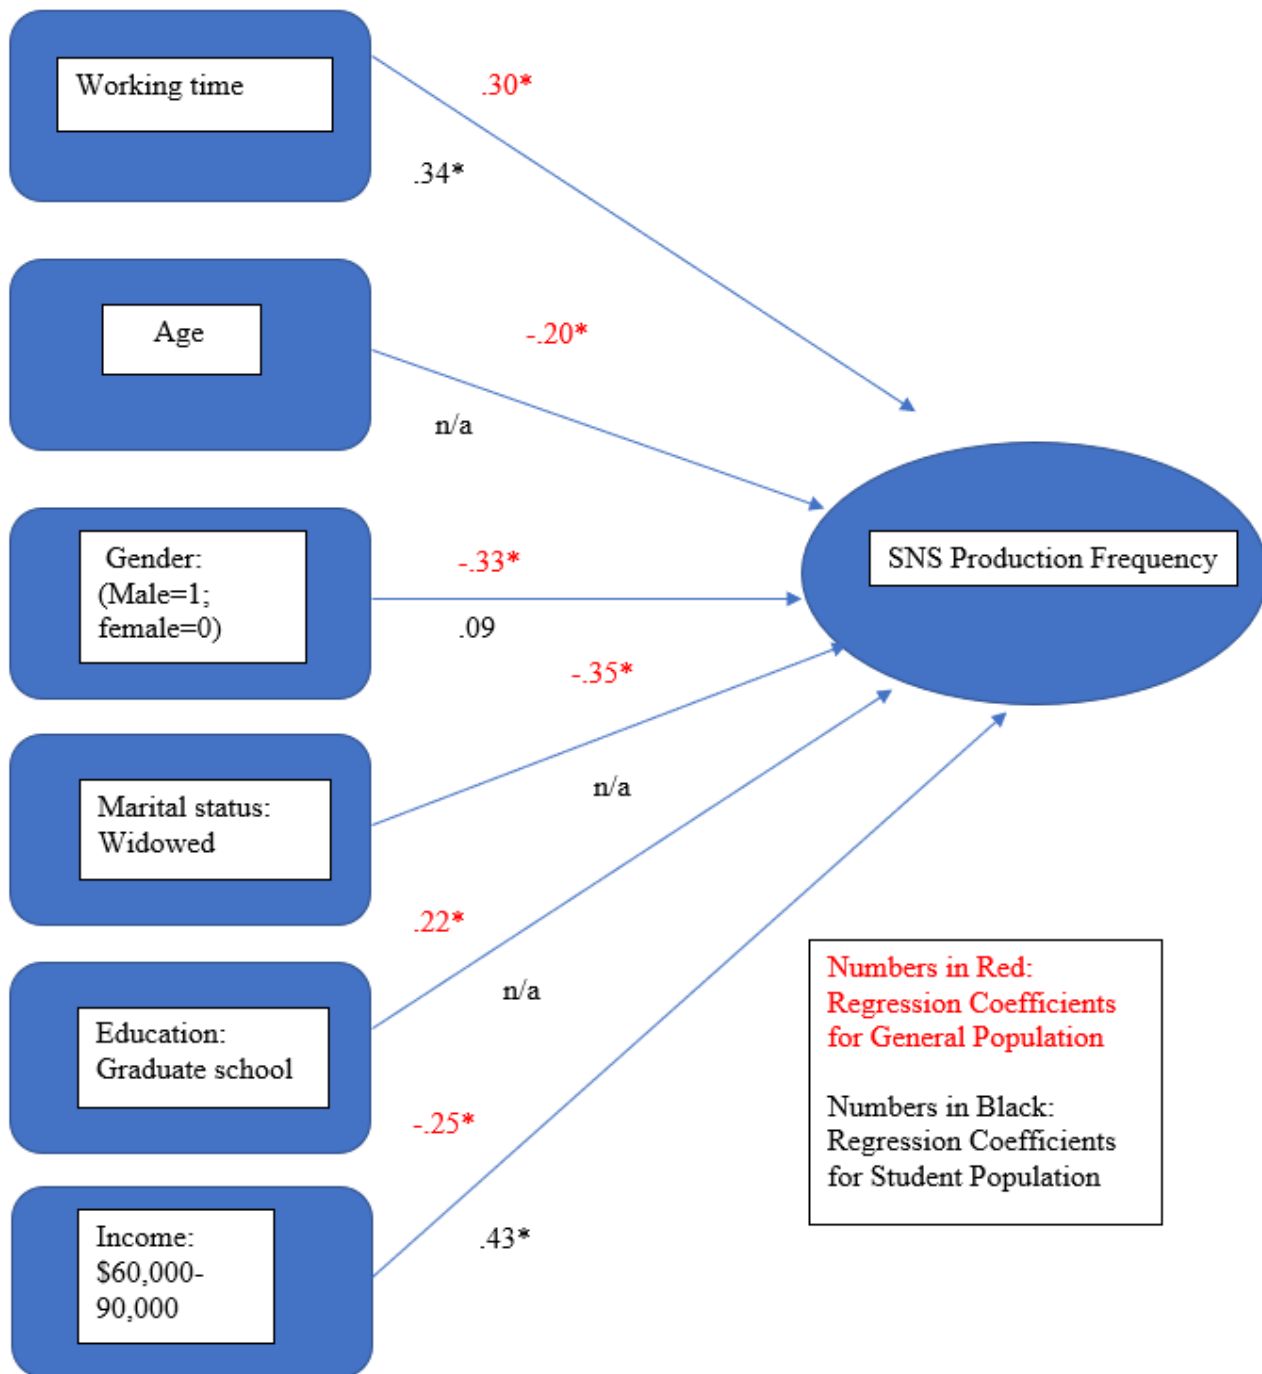 Working time
.30*
.34*
Age
-.20*
n/a
Gender:
(Male=1;
female=0)
-.33*
.09
SNS Production Frequency
-.35*
Marital status:
Widowed
n/a
.22*
Education:
Graduate school
n/a
-.25*
Income:
$60,000-
90,000
.43*
Numbers in Red:
Regression Coefficients
for General Population
Numbers in Black:
Regression Coefficients
for Student Population